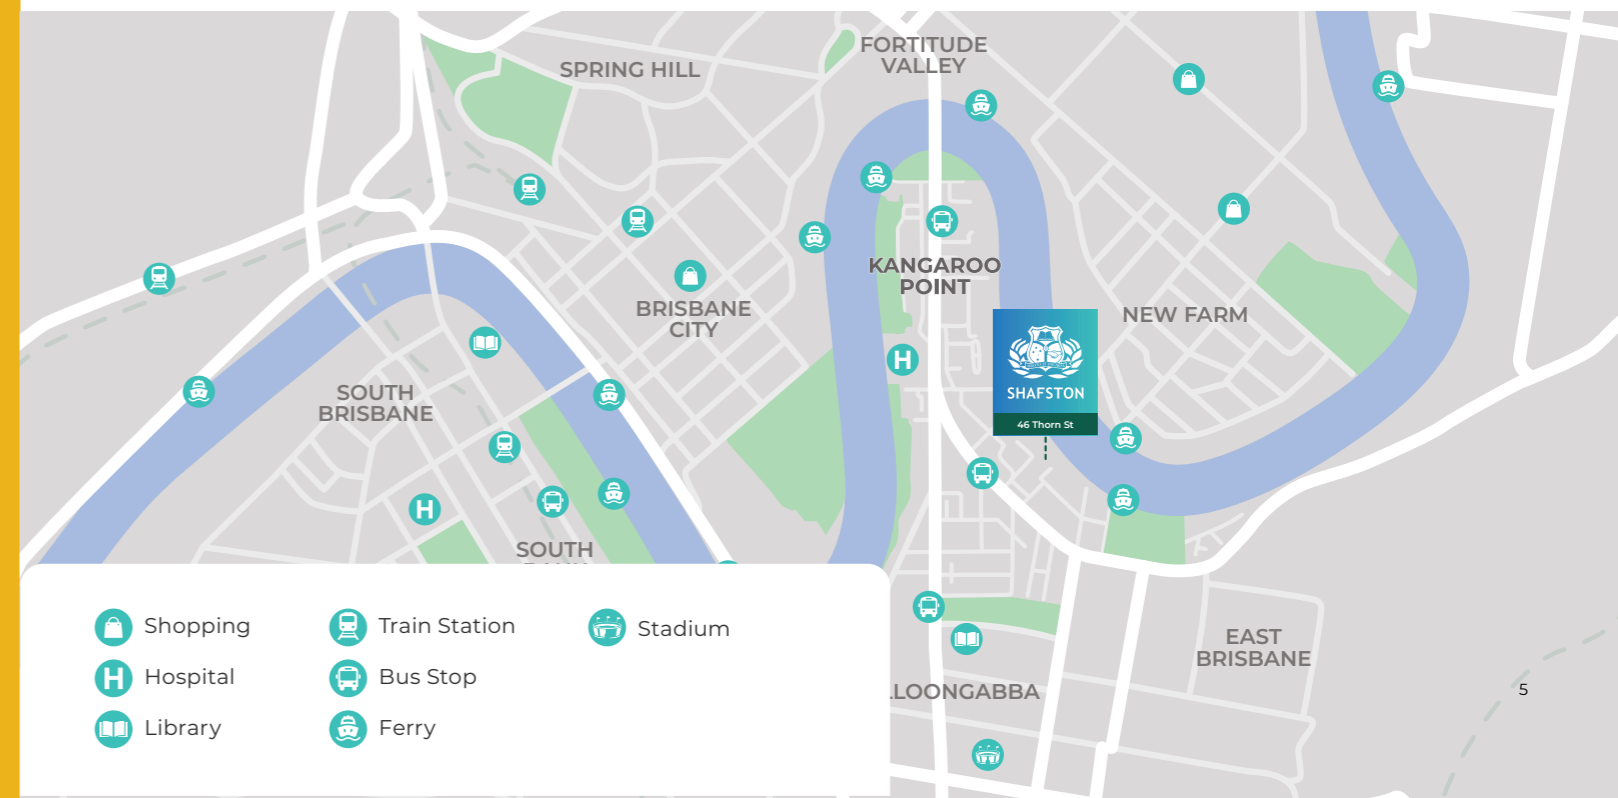 FORTITUDE
VALLEY
SPRING HILL
KANGAROO
POINT
BRISBANE
CITY
NEW FARM
SOUTH
BRISBANE
H
SHAFSTON
46 Thorn St
H
SOUTH
EAST
BRISBANE
LOONGABBA
5
Shopping
H Hospital
Library
Train Station
Bus Stop
Ferry
Stadium